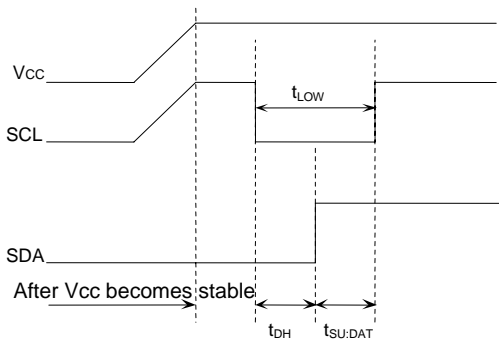 Vcc
tLOW
SCL
SDA
After Vcc becomes stable
tDH
tSU;DAT